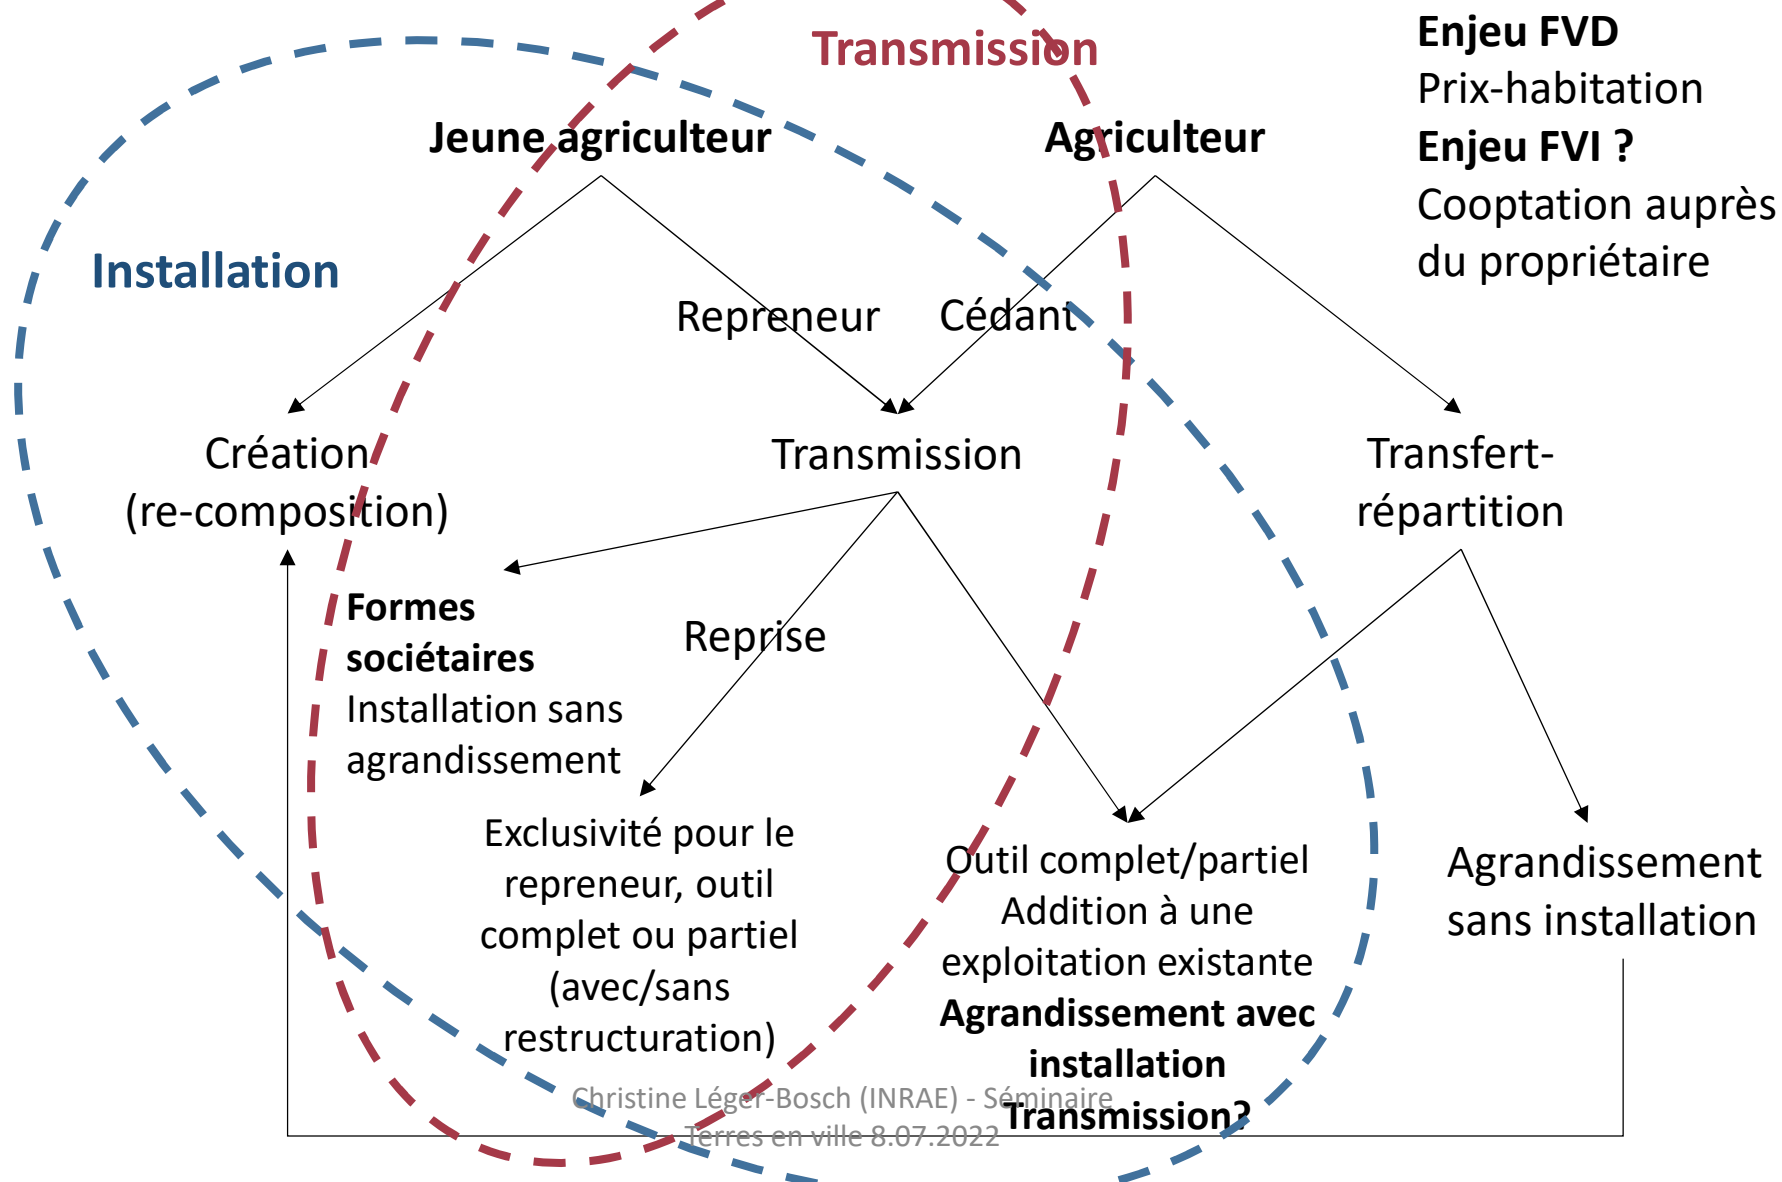 Transmission
Enjeu FVD
Prix-habitation
Enjeu FVI ?
Cooptation auprès
du propriétaire
Jeune agriculteur
Agriculteur
Installation
Repreneur
Cédant
Création
(re-composition)
Transmission
Transfert-
répartition
Formes
sociétaires
Installation sans
agrandissement
Reprise
Exclusivité pour le
repreneur, outil
complet ou partiel
(avec/sans
restructuration)
Outil complet/partiel
Addition à une
exploitation existante
Agrandissement avec
installation
Transmission?
Agrandissement
sans installation
Christine Léger-Bosch (INRAE) - Séminaire
Terres en ville 8.07.2022